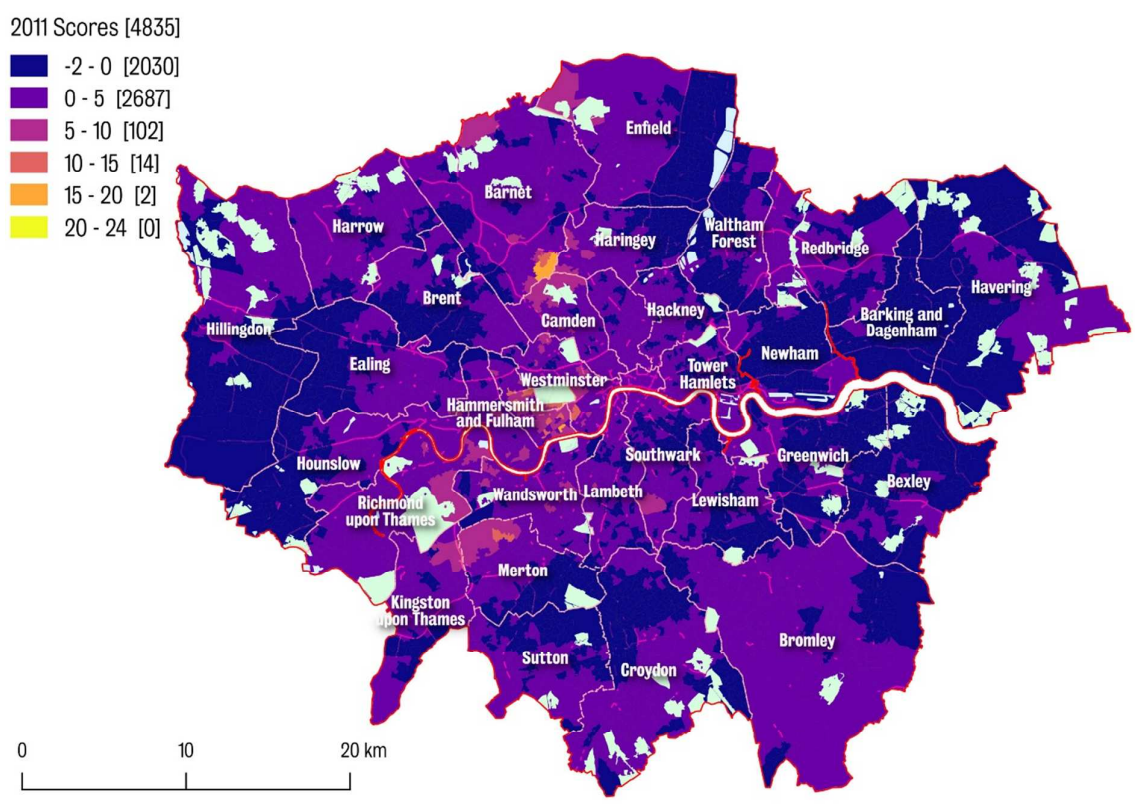 2011 Scores [4835]
-2 - 0 [2030]
0 - 5 [2687]
5 - 10 [102]
10 - 15 [14]
15 - 20 [2]
20 - 24 [0]
Enfield
Barnet
Harrow
Haringey
Waltham
Forest
Redbridge
Brent
Havering
Hillingdon
Camden
Hackney
Barking and
Dagenham
Ealing
Newham
Tower
Hamlets
Westminster
Hammersmith
and Fulham
Hounslow
Southwark
Greenwich
Bexley
Richmond
upon Thames
Wandsworth
Lambeth
Lewisham
Merton
Kingston
upon Thames
Bromley
Sutton
Croydon
0 10 20 km